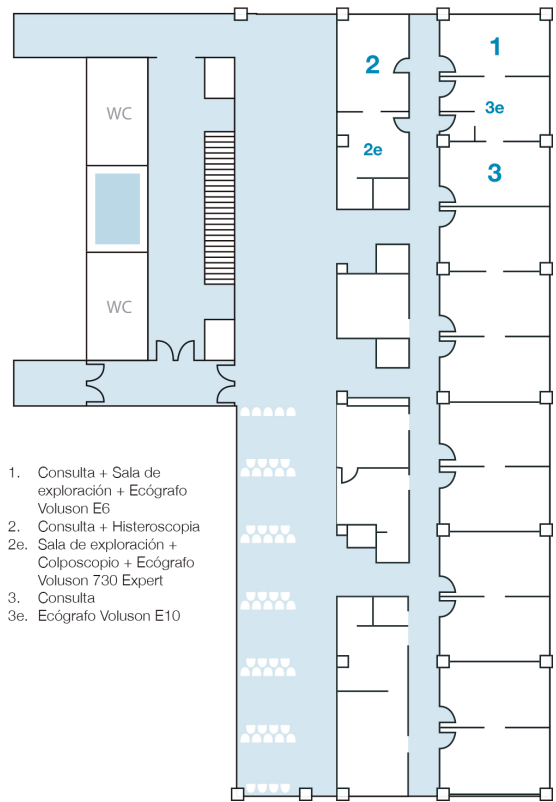 1
2
3e
2e
3
WC
WC
1. Consulta + Sala de
exploración + Ecógrafo
Voluson E6
2. Consulta + Histeroscopia
2e. Sala de exploración +
Colposcopio + Ecógrafo
Voluson 730 Expert
3. Consulta
3e. Ecógrafo Voluson E10